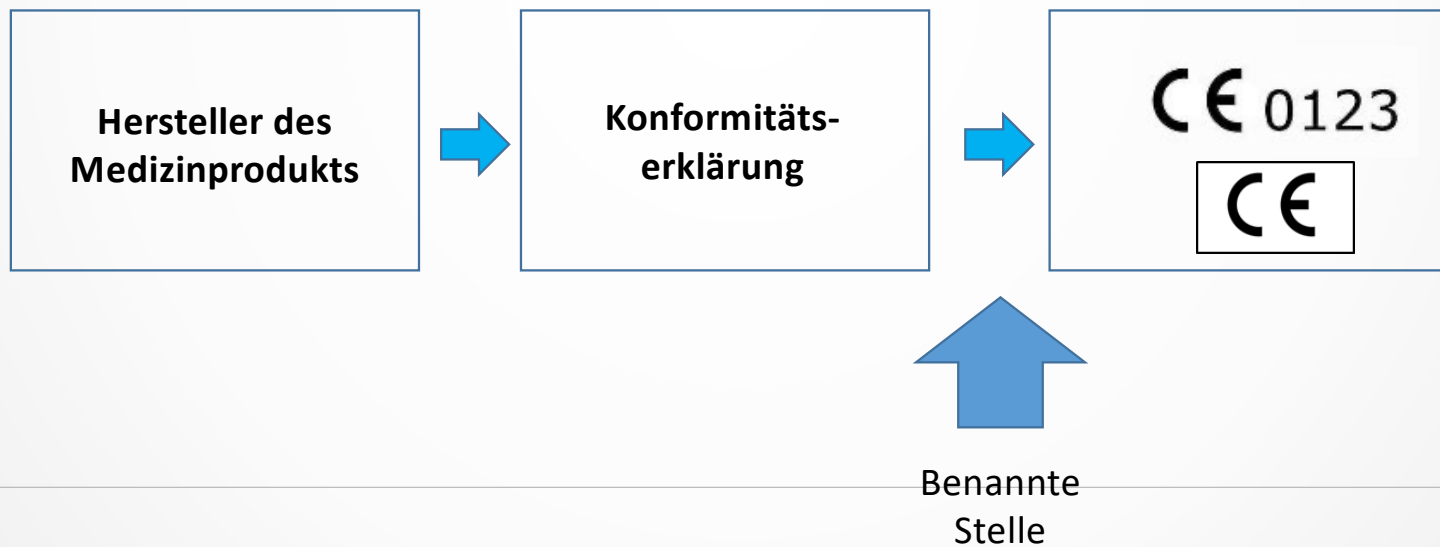 Hersteller des
Medizinprodukts
Konformitäts-
erklärung
CE 0123
CE
Benannte
Stelle